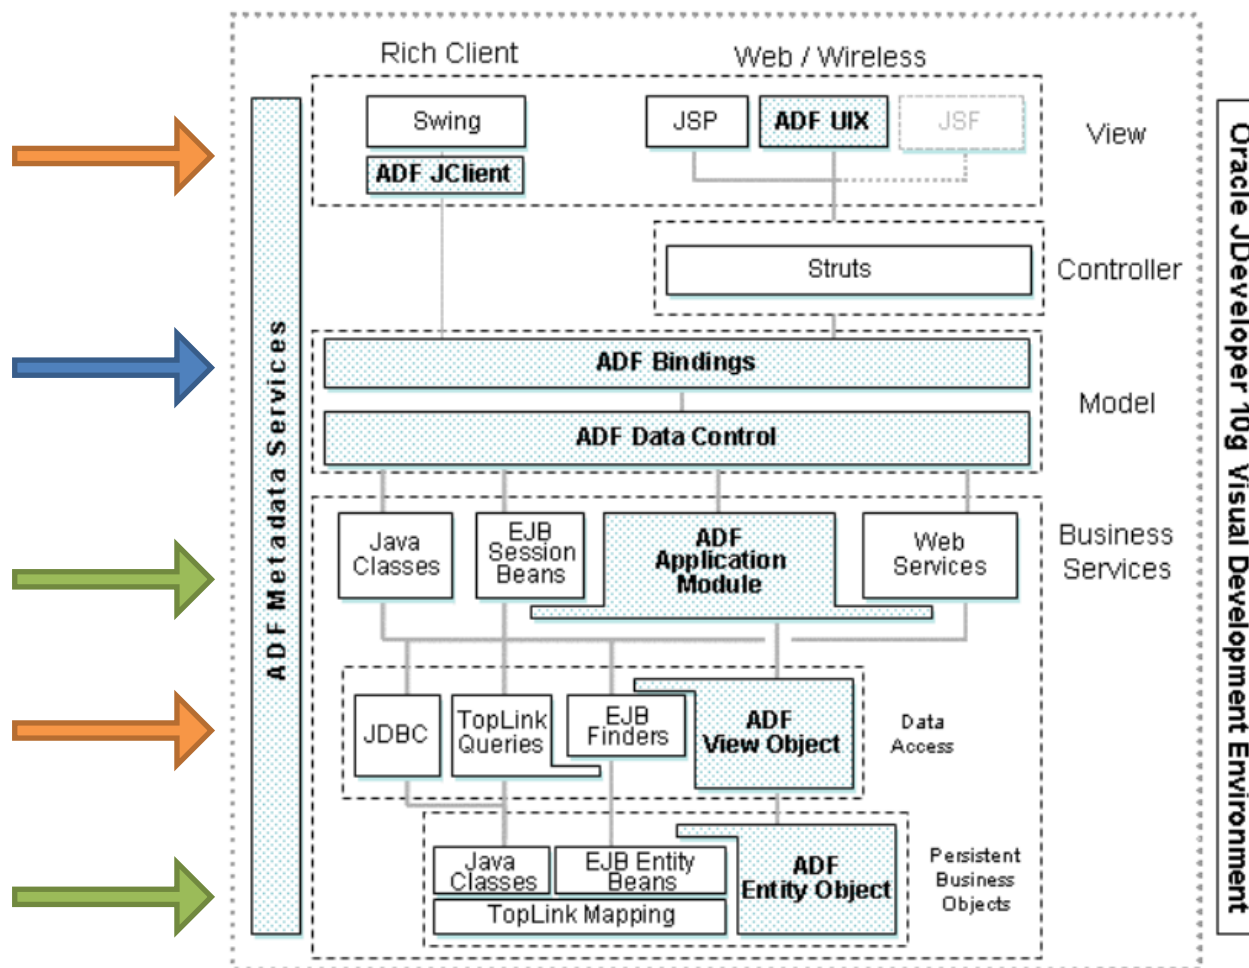 Rich Client
Web / Wireless
Swing
JSP
ADF UIX
JSF
View
ADF JClient
Struts
Controller
ADF Bindings
Model
ADF Data Control
ADF Metadata Services
Java
Classes
EJB
Session
Beans
ADF
Application
Module
Web
Services
Business
Services
JDBC
TopLink
Queries
EJB
Finders
ADF
View Object
Data
Access
Java
Classes
EJB Entity
Beans
TopLink Mapping
ADF
Entity Object
Persistent
Business
Objects
Oracle JDeveloper 10g Visual Development Environment